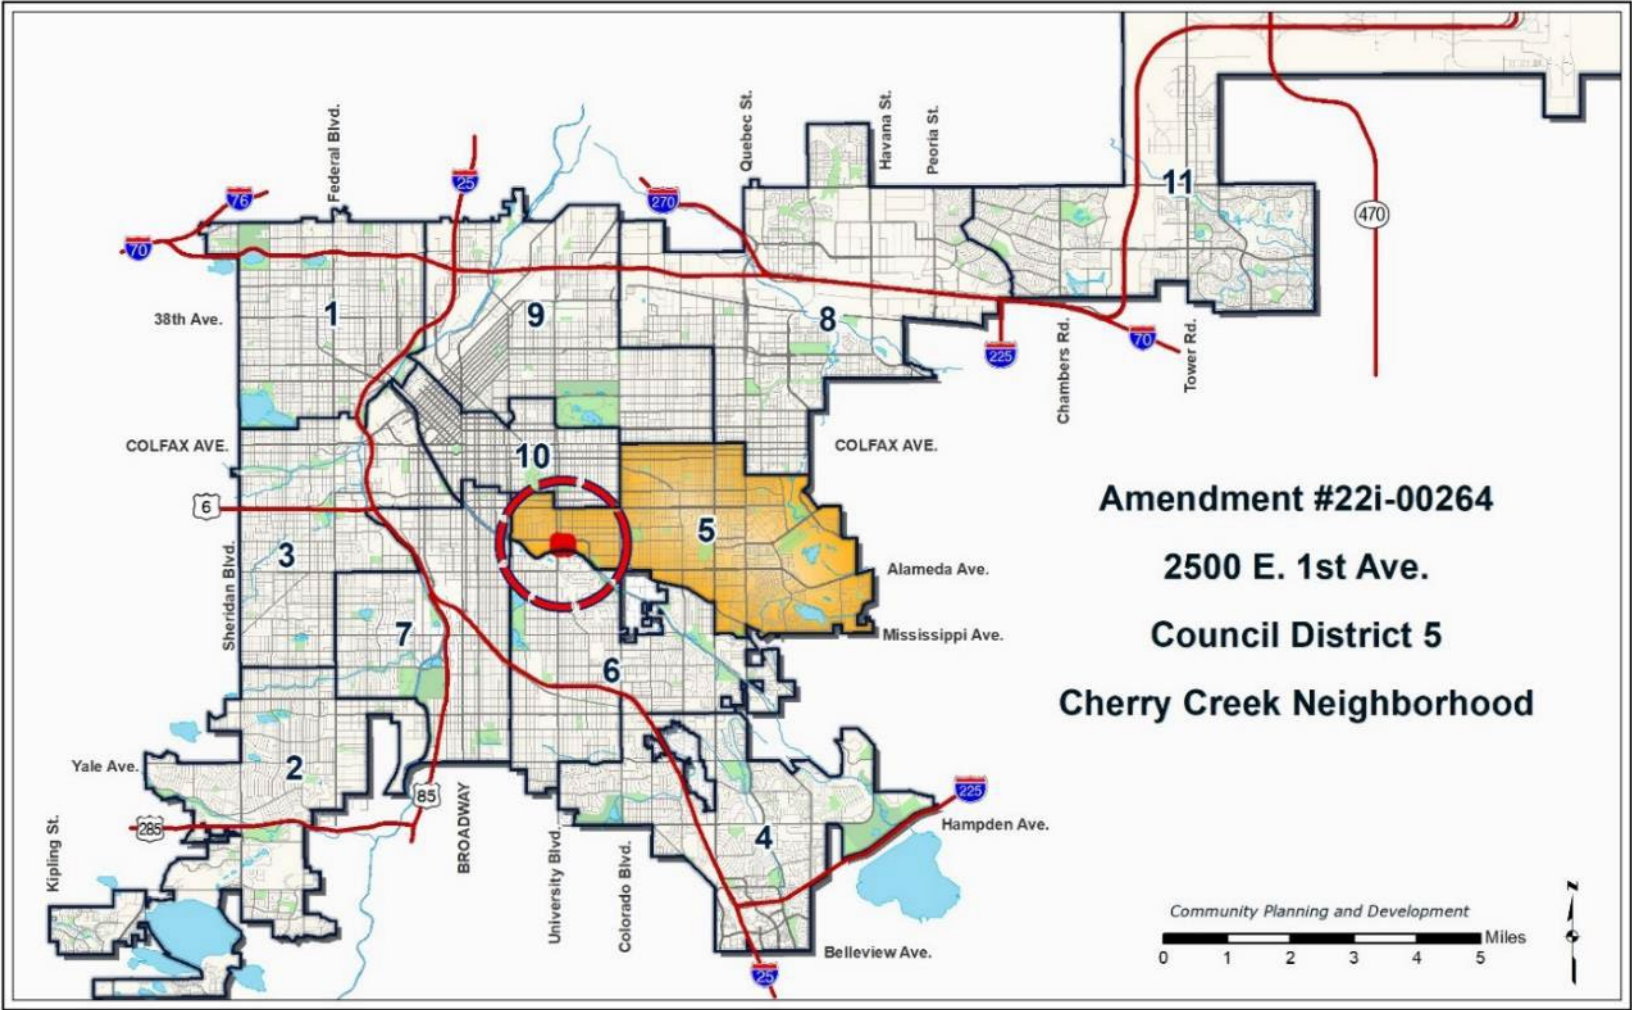 Federal Blvd.
Quebec St.
Havana St.
Peoria St.
76
25
270
11
70
470
38th Ave.
1
9
8
225
70
Chambers Rd.
Tower Rd.
COLFAX AVE.
10
COLFAX AVE.
6
5
Amendment #22i-00264
2500 E. 1st Ave.
Council District 5
Cherry Creek Neighborhood
Sheridan Blvd.
3
Alameda Ave.
7
Mississippi Ave.
6
Yale Ave.
2
85
225
285
4
Hampden Ave.
Kipling St.
BROADWAY
University Blvd.
Colorado Blvd.
Belleview Ave.
25
Community Planning and Development
Miles
0 1 2 3 4 5
N